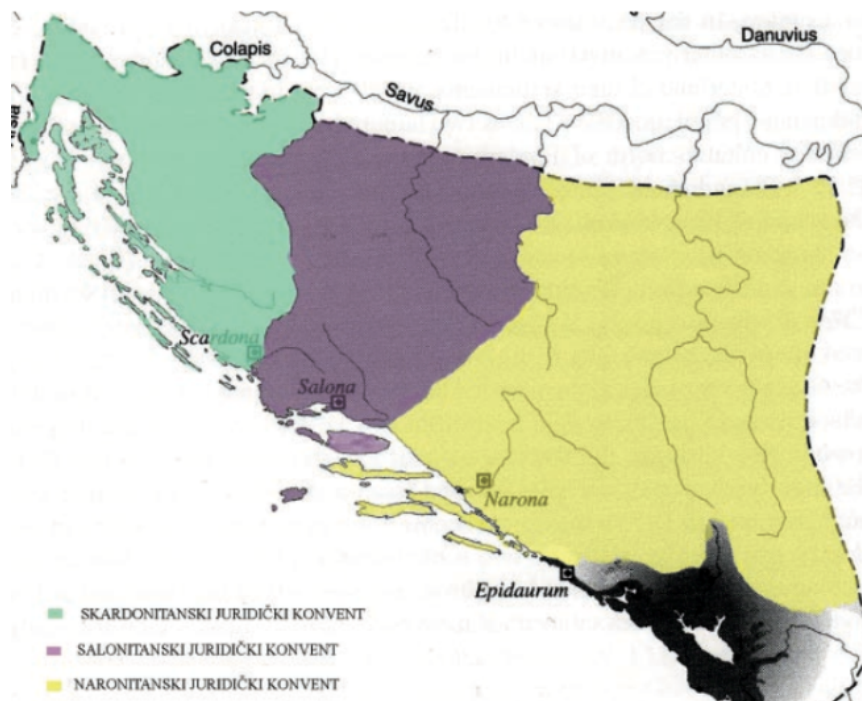 Colapis
Danuvius
Savus
Scardona
Salona
Narona
Epidaurum
SKARDONITANSKI JURIDIČKI KONVENT
SALONITANSKI JURIDIČKI KONVENT
NARONITANSKI JURIDIČKI KONVENT